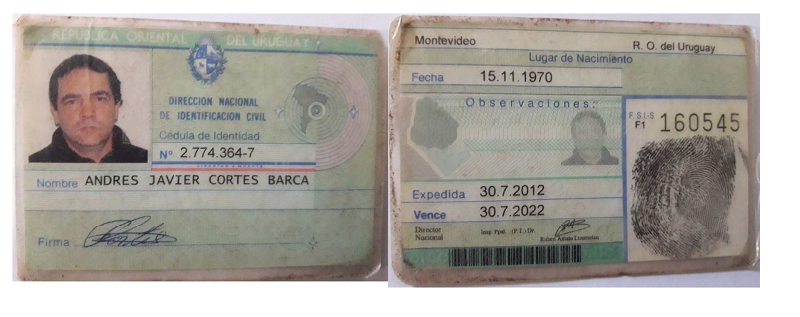 REPUBLICA ORIENTAL DEL URUGUAY
DIRECCION NACIONAL
DE IDENTIFICACION CIVIL
Cédula de Identidad
Nº 2.774.364-7
Nombre ANDRES JAVIER CORTES BARCA
Firma
Montevideo R. O. del Uruguay
Lugar de Nacimiento
Fecha 15.11.1970
Observaciones:
F.S.I-S
F1 160545
Expedida 30.7.2012
Vence 30.7.2022
Director
Nacional